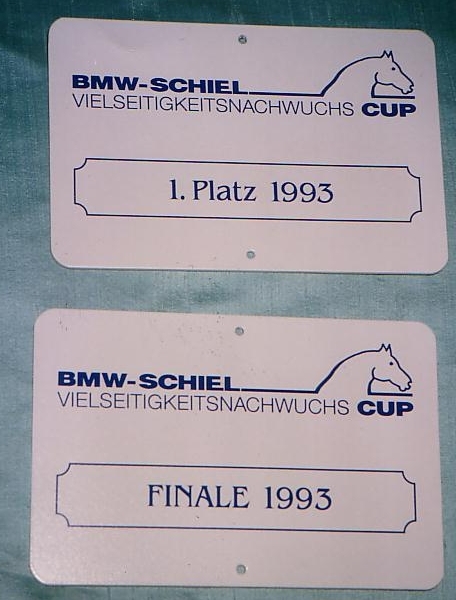 BMW-SCHIEL
VIELSEITIGKEITSNACHWUCHS CUP
1. Platz 1993
BMW-SCHIEL
VIELSEITIGKEITSNACHWUCHS CUP
FINALE 1993